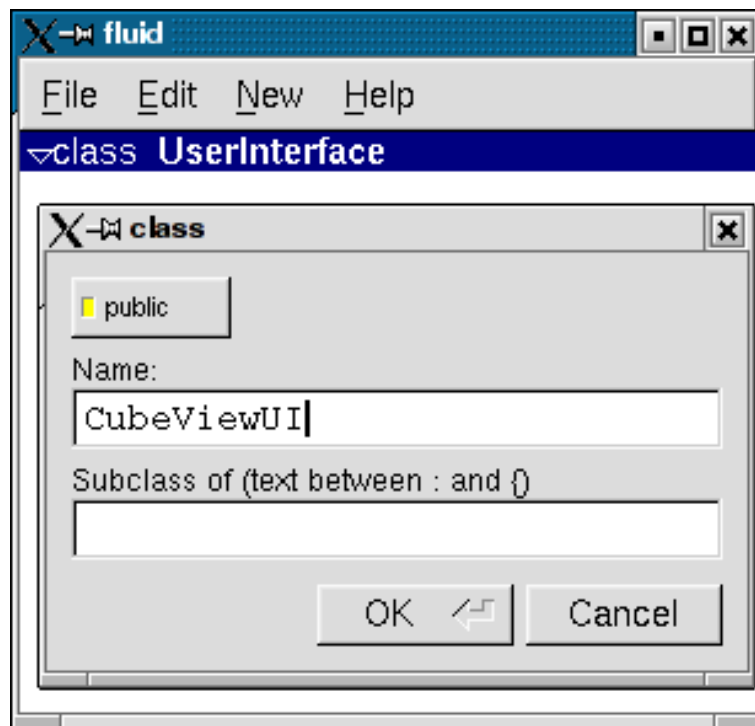 fluid
File Edit New Help
class UserInterface
class
public
Name:
CubeViewUI
Subclass of (text between : and {)
OK Cancel